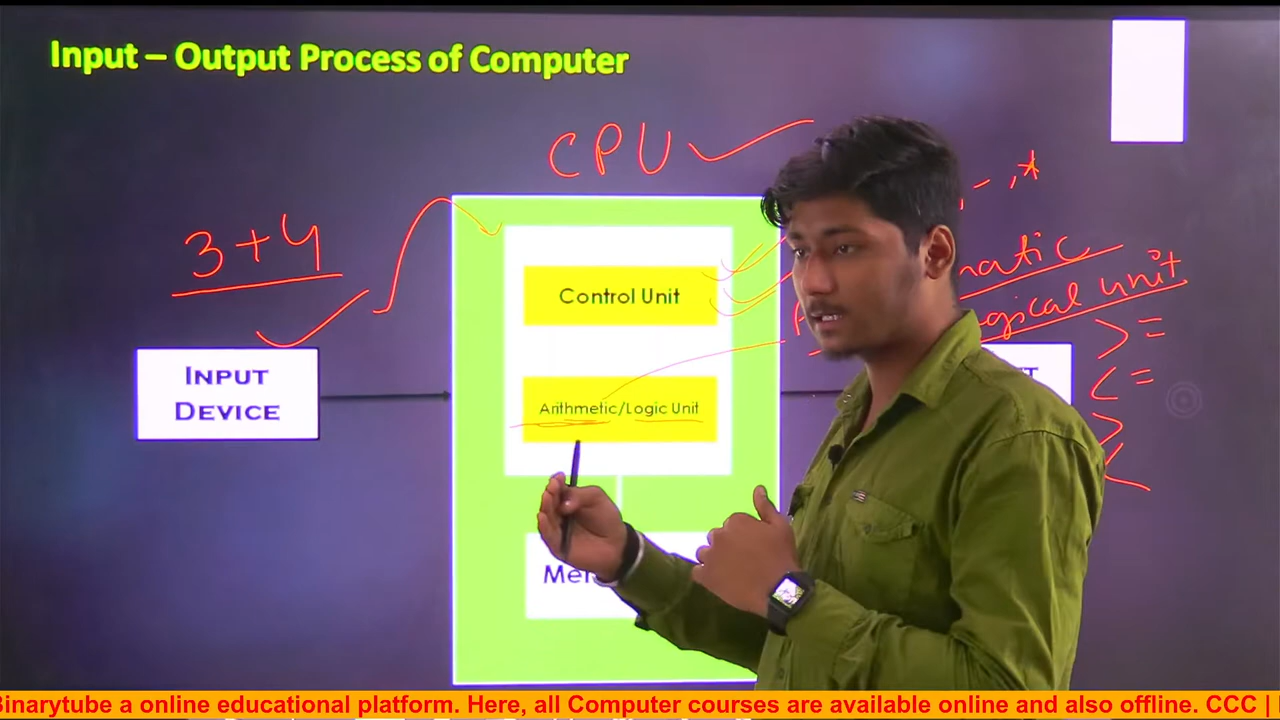 Input – Output Process of Computer
CPU
, - , *
3+4
Control Unit
unit
>=
INPUT
DEVICE
<=
Arithmetic/Logic Unit
>
<
Binarytube a online educational platform. Here, all Computer courses are available online and also offline. CCC |